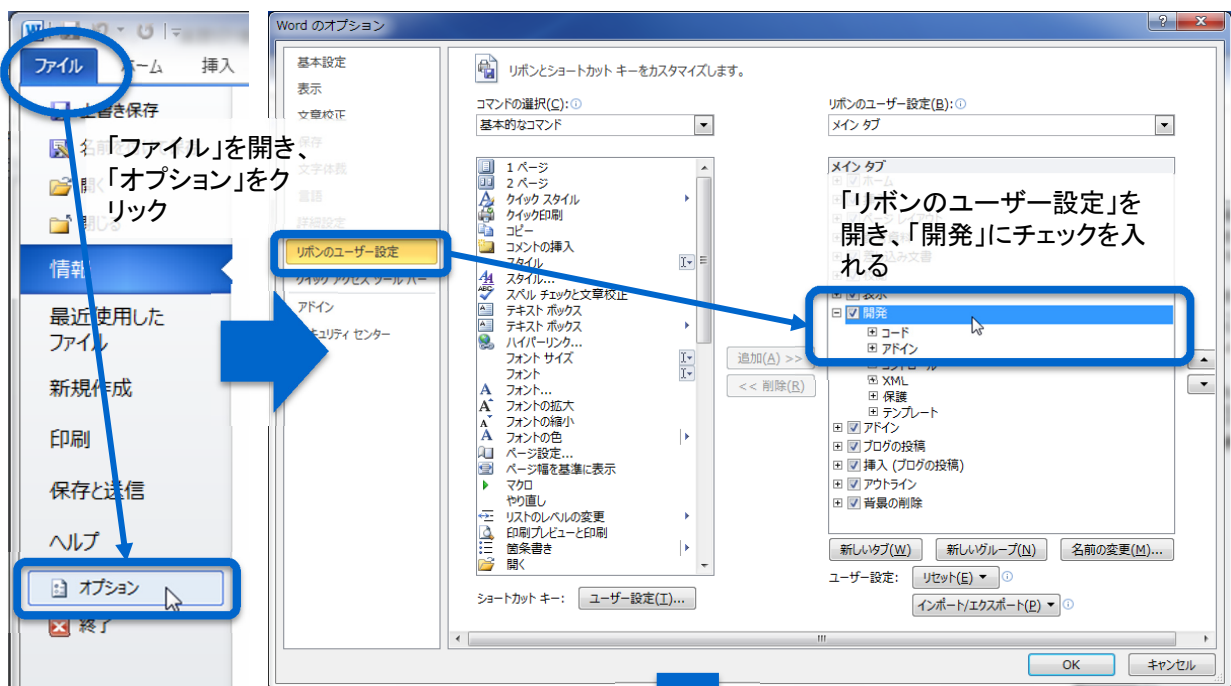 ファイル
ホーム
挿入
上書き保存
「ファイル」を開き、
「オプション」をク
リック
閉じる
情報
最近使用した
ファイル
新規作成
印刷
保存と送信
ヘルプ
オプション
終了
Word のオプション
基本設定
表示
文章校正
保存
文字体裁
言語
詳細設定
リボンのユーザー設定
クイック アクセス ツール バー
アドイン
セキュリティ センター
リボンとショートカット キーをカスタマイズします。
コマンドの選択(C):
基本的なコマンド
1 ページ
2 ページ
クイック スタイル
クイック印刷
コピー
コメントの挿入
スタイル
スタイル...
スペル チェックと文章校正
テキスト ボックス
テキスト ボックス
ハイパーリンク...
フォント サイズ
フォント
フォント...
フォントの拡大
フォントの縮小
フォントの色
ページ設定...
ページ幅を基準に表示
マクロ
やり直し
リストのレベルの変更
印刷プレビューと印刷
箇条書き
開く
ショートカット キー: ユーザー設定(T)...
追加(A) >>
<< 削除(R)
リボンのユーザー設定(B):
メイン タブ
メイン タブ
ホーム
「リボンのユーザー設定」を
開き、「開発」にチェックを入
れる
表示
開発
コード
アドイン
コントロール
XML
保護
テンプレート
アドイン
ブログの投稿
挿入 (ブログの投稿)
アウトライン
背景の削除
新しいタブ(W) 新しいグループ(N) 名前の変更(M)...
ユーザー設定: リセット(E)
インポート/エクスポート(P)
OK キャンセル